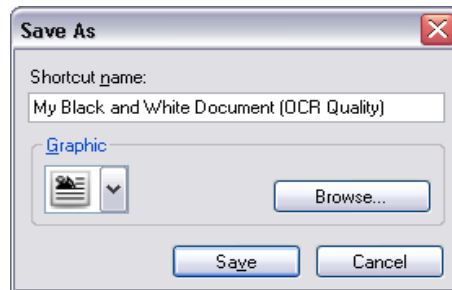 Save As
Shortcut name:
My Black and White Document (OCR Quality)
Graphic
Browse...
Save
Cancel